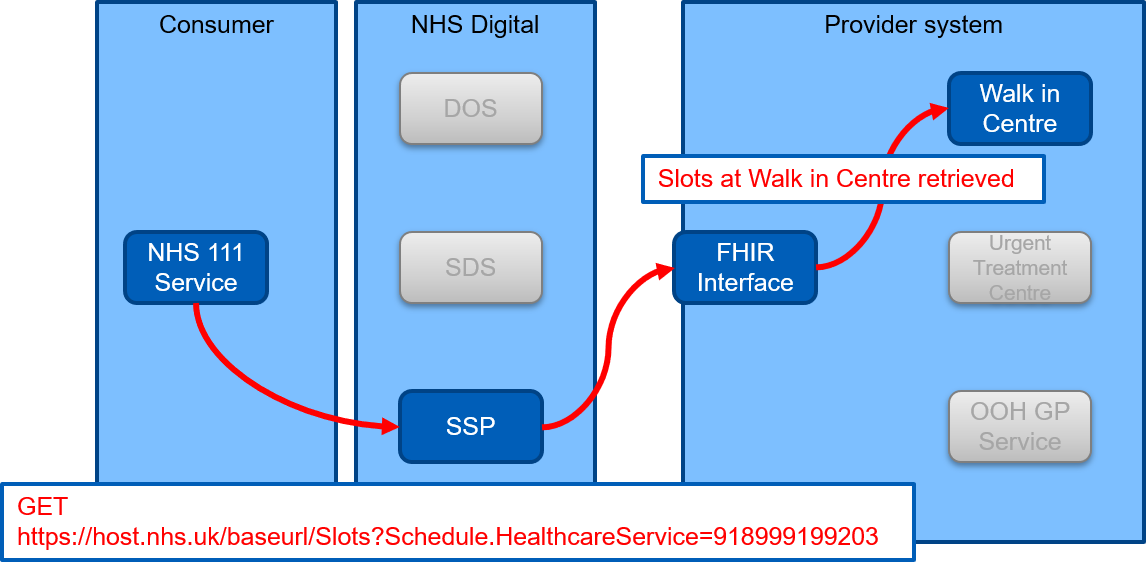 Consumer
NHS Digital
Provider system
DOS
Walk in
Centre
Slots at Walk in Centre retrieved
NHS 111
Service
SDS
FHIR
Interface
Urgent
Treatment
Centre
SSP
OOH GP
Service
GET
https://host.nhs.uk/baseurl/Slots?Schedule.HealthcareService=918999199203